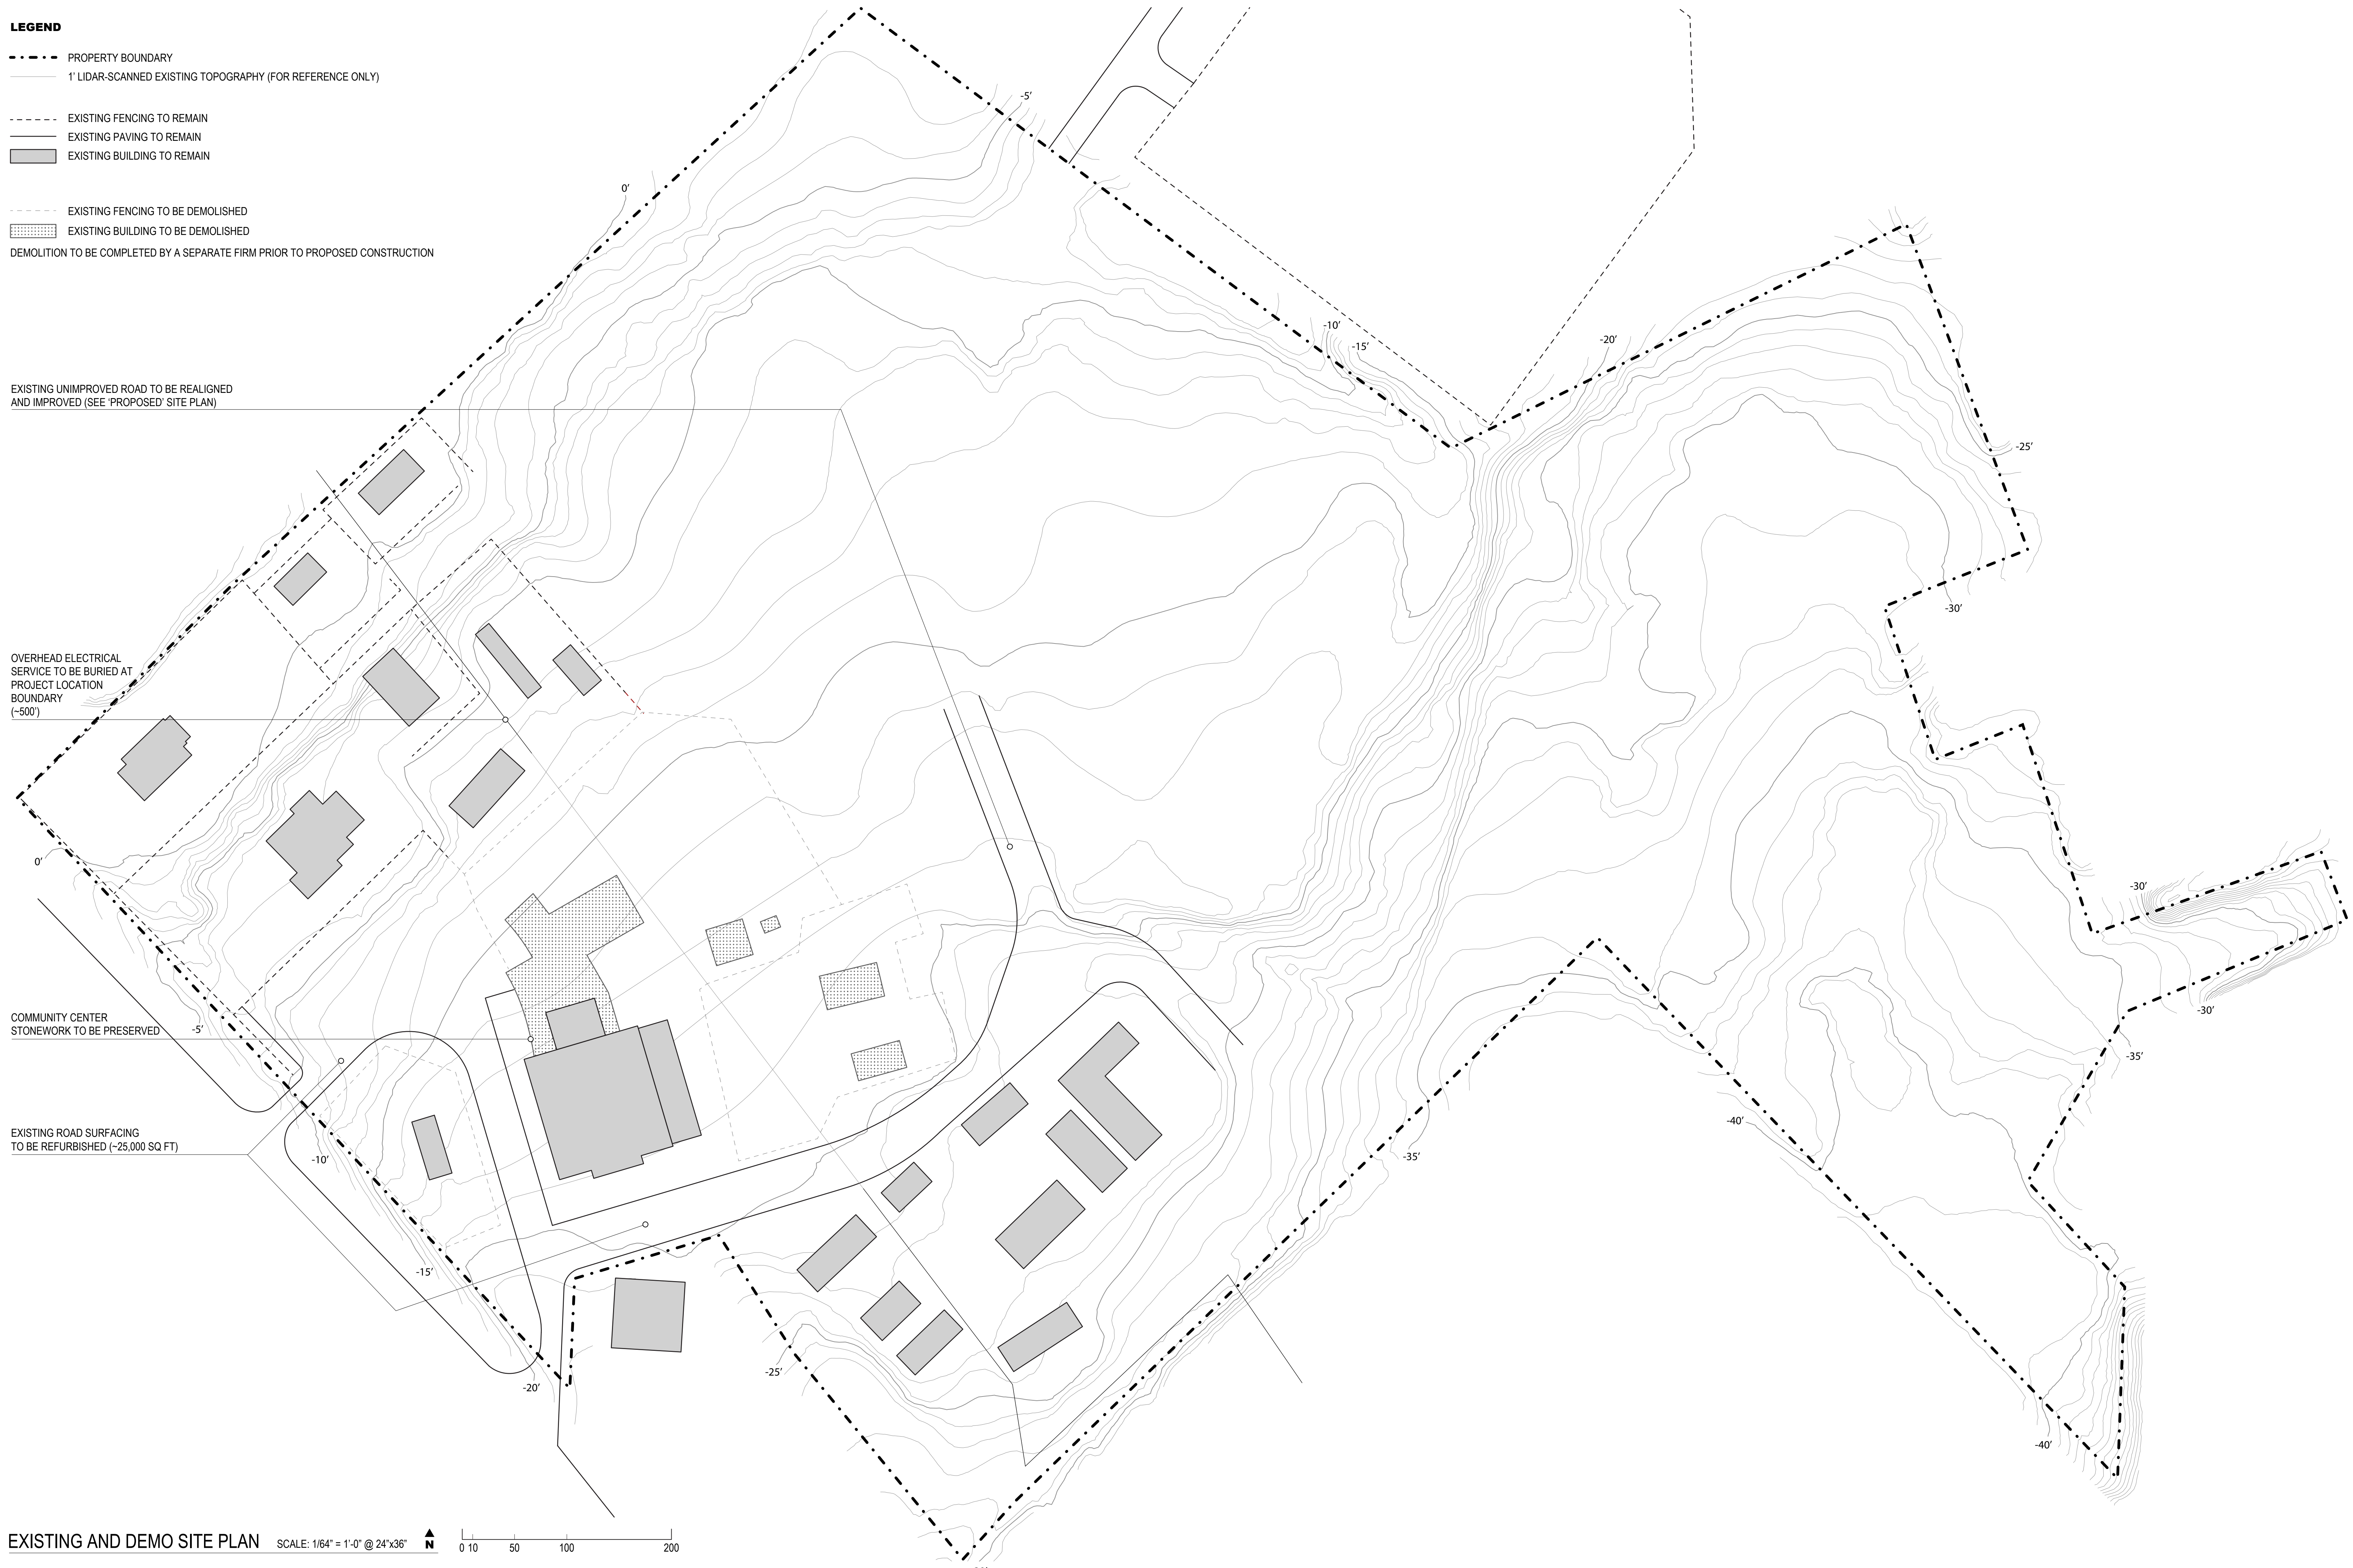 LEGEND
PROPERTY BOUNDARY
1' LIDAR-SCANNED EXISTING TOPOGRAPHY (FOR REFERENCE ONLY)
EXISTING FENCING TO REMAIN
EXISTING PAVING TO REMAIN
EXISTING BUILDING TO REMAIN
EXISTING FENCING TO BE DEMOLISHED
EXISTING BUILDING TO BE DEMOLISHED
DEMOLITION TO BE COMPLETED BY A SEPARATE FIRM PRIOR TO PROPOSED CONSTRUCTION
-5'
0'
-10'
-15'
-20'
EXISTING UNIMPROVED ROAD TO BE REALIGNED
AND IMPROVED (SEE 'PROPOSED' SITE PLAN)
-25'
-30'
OVERHEAD ELECTRICAL
SERVICE TO BE BURIED AT
PROJECT LOCATION
BOUNDARY
(~500')
0'
-30'
-30'
COMMUNITY CENTER
STONEWORK TO BE PRESERVED
-5'
-35'
-40'
EXISTING ROAD SURFACING
TO BE REFURBISHED (~25,000 SQ FT)
-10'
-35'
-15'
-25'
-20'
-40'
EXISTING AND DEMO SITE PLAN
SCALE: 1/64" = 1'-0" @ 24"x36"
N
0 10 50 100 200